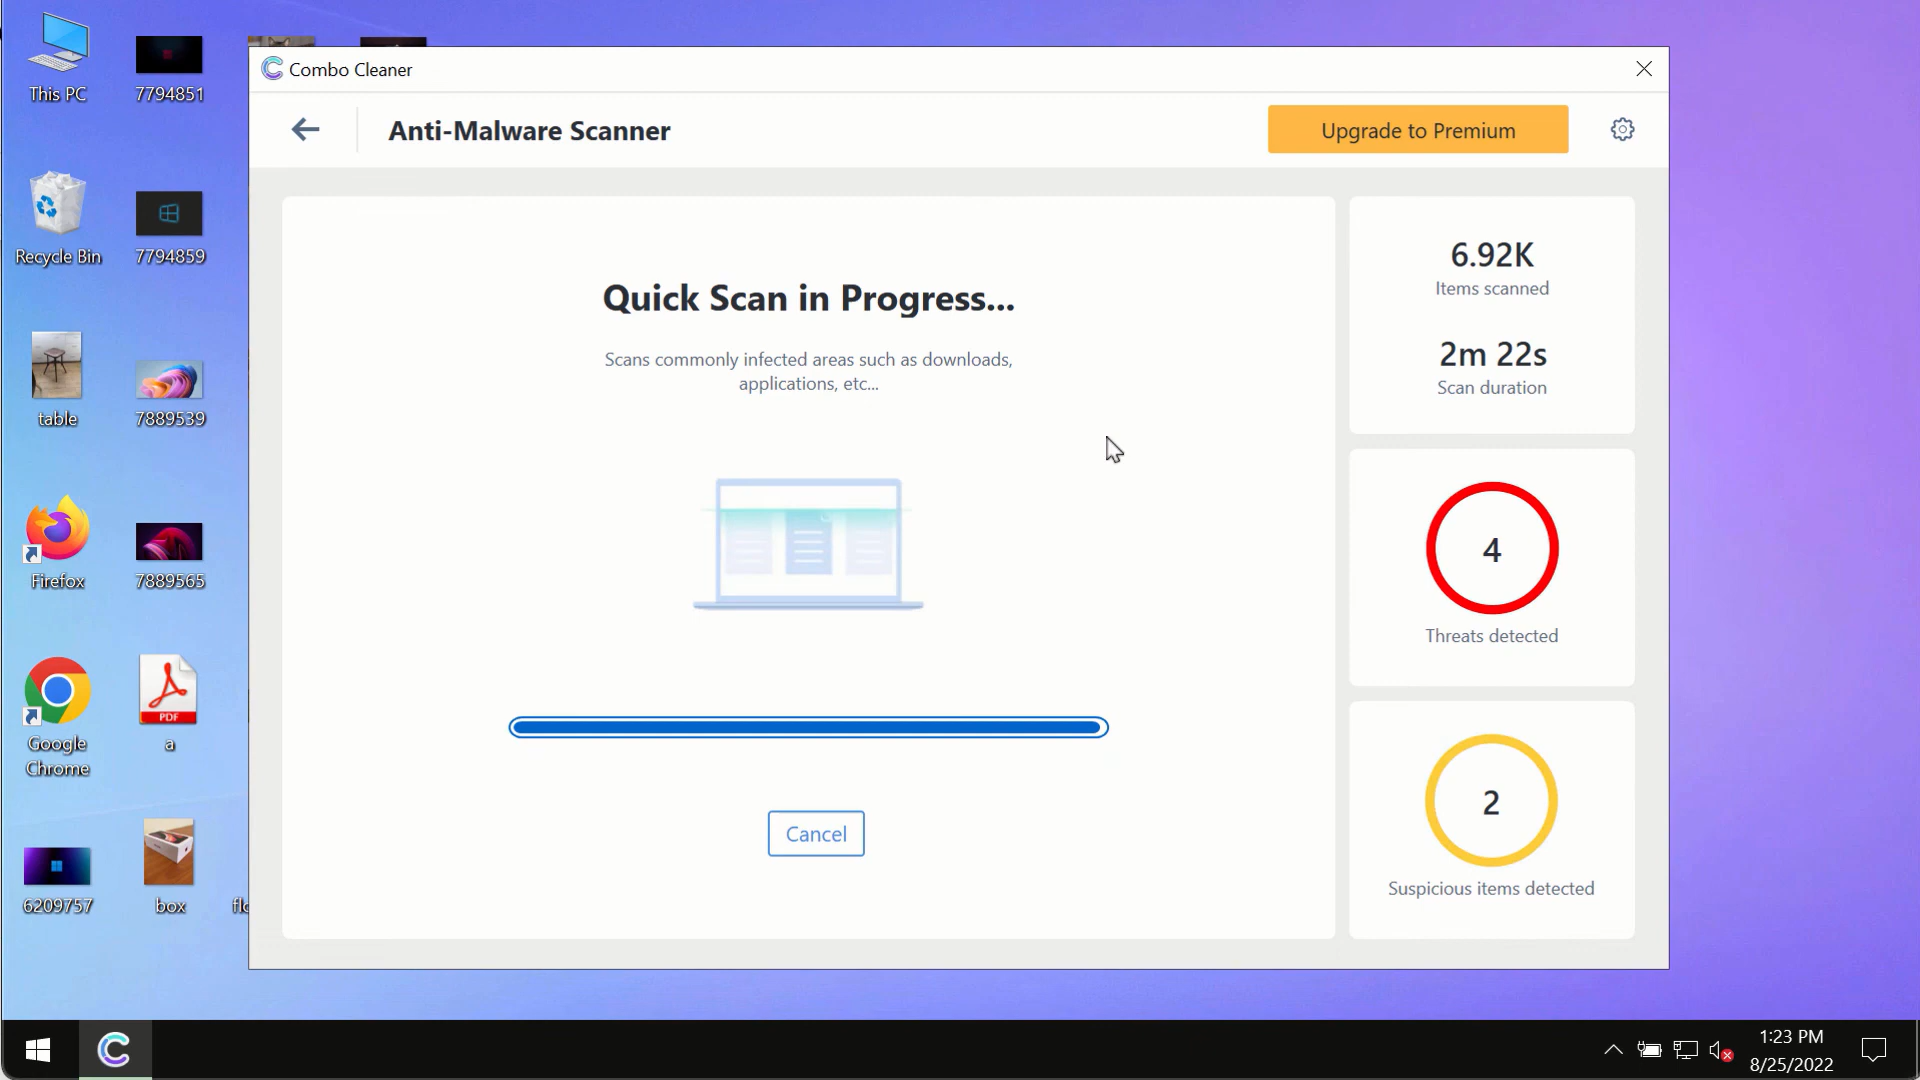 This PC
7794851
Recycle Bin
7794859
table
7889539
Firefox
7889565
Google
Chrome
PDF
a
6209757
box
Combo Cleaner
Anti-Malware Scanner
Upgrade to Premium
Quick Scan in Progress...
Scans commonly infected areas such as downloads,
applications, etc...
Cancel
6.92K
Items scanned
2m 22s
Scan duration
4
Threats detected
2
Suspicious items detected
1:23 PM
8/25/2022